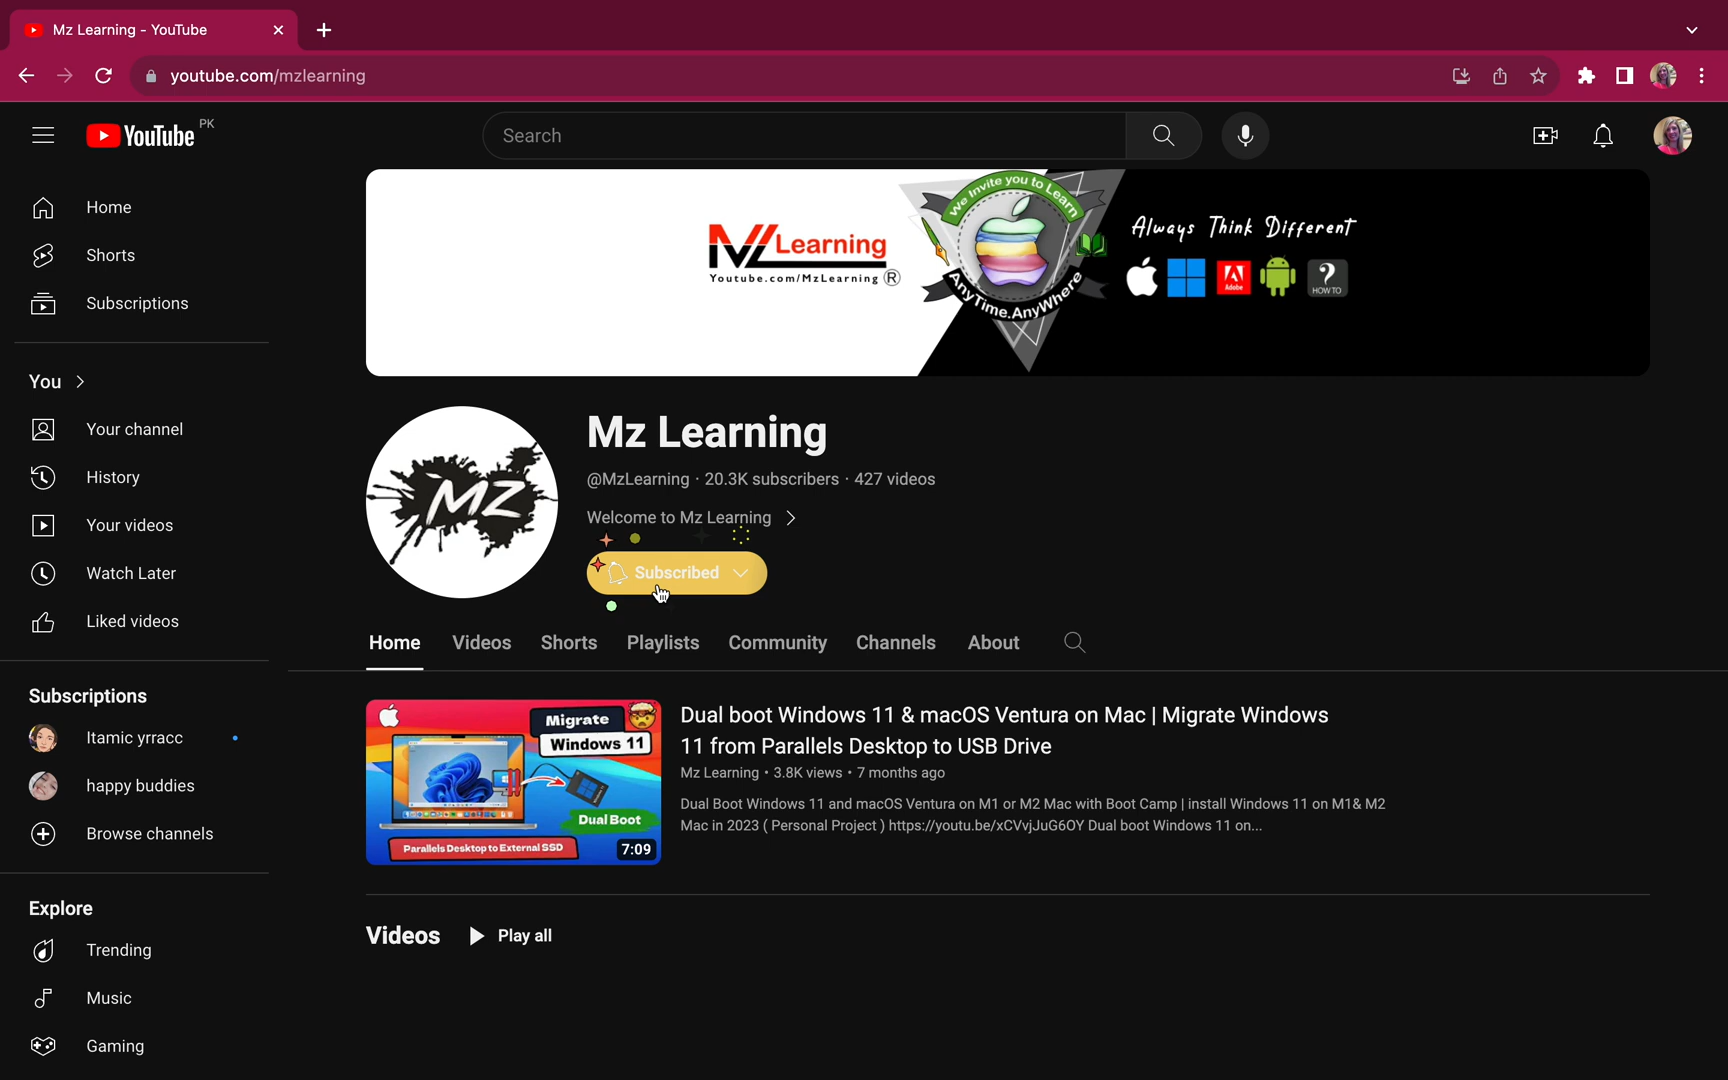 Mz Learning - YouTube
youtube.com/mzlearning
YouTube PK
Search
Home
Shorts
Subscriptions
You
Your channel
History
Your videos
Watch Later
Liked videos
Subscriptions
Itamic yrracc
happy buddies
Browse channels
Explore
Trending
Music
Gaming
MZ Learning
Youtube.com/MzLearning ®
We Invite you to Learn
AnyTime.AnyWhere
Always Think Different
Adobe
?
HOW TO
MZ
Mz Learning
@MzLearning · 20.3K subscribers · 427 videos
Welcome to Mz Learning
Subscribed
Home Videos Shorts Playlists Community Channels About
Migrate
Windows 11
Dual Boot
Parallels Desktop to External SSD
7:09
Dual boot Windows 11 & macOS Ventura on Mac | Migrate Windows
11 from Parallels Desktop to USB Drive
Mz Learning • 3.8K views • 7 months ago
Dual Boot Windows 11 and macOS Ventura on M1 or M2 Mac with Boot Camp | install Windows 11 on M1& M2
Mac in 2023 ( Personal Project ) https://youtu.be/xCVvjJuG6OY Dual boot Windows 11 on...
Videos Play all